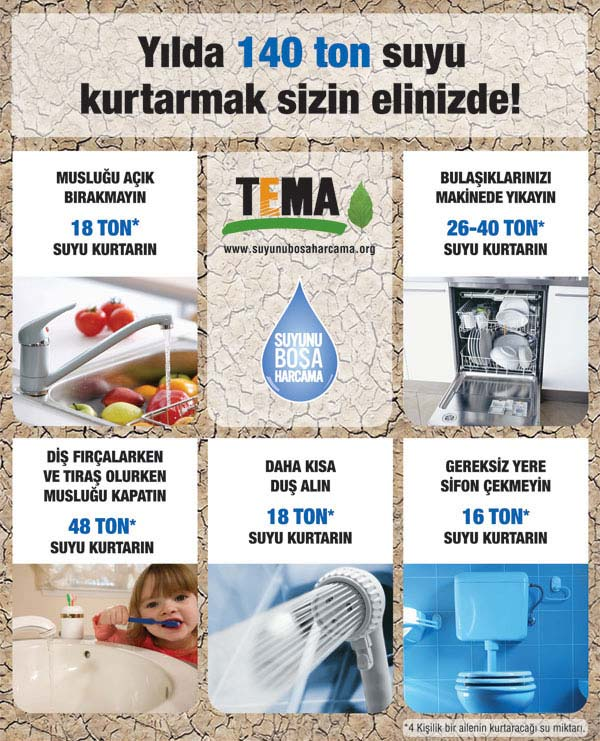 Yılda 140 ton suyu
kurtarmak sizin elinizde!
MUSLUĞU AÇIK
BIRAKMAYIN
18 TON*
SUYU KURTARIN
TEMA
www.suyunubosaharcama.org
SUYUNU
BOŞA
HARCAMA
BULAŞIKLARINIZI
MAKİNEDE YIKAYIN
26-40 TON*
SUYU KURTARIN
DİŞ FIRÇALARKEN
VE TIRAŞ OLURKEN
MUSLUĞU KAPATIN
48 TON*
SUYU KURTARIN
DAHA KISA
DUŞ ALIN
18 TON*
SUYU KURTARIN
GEREKSİZ YERE
SİFON ÇEKMEYİN
16 TON*
SUYU KURTARIN
*4 Kişilik bir ailenin kurtaracağı su miktarı.